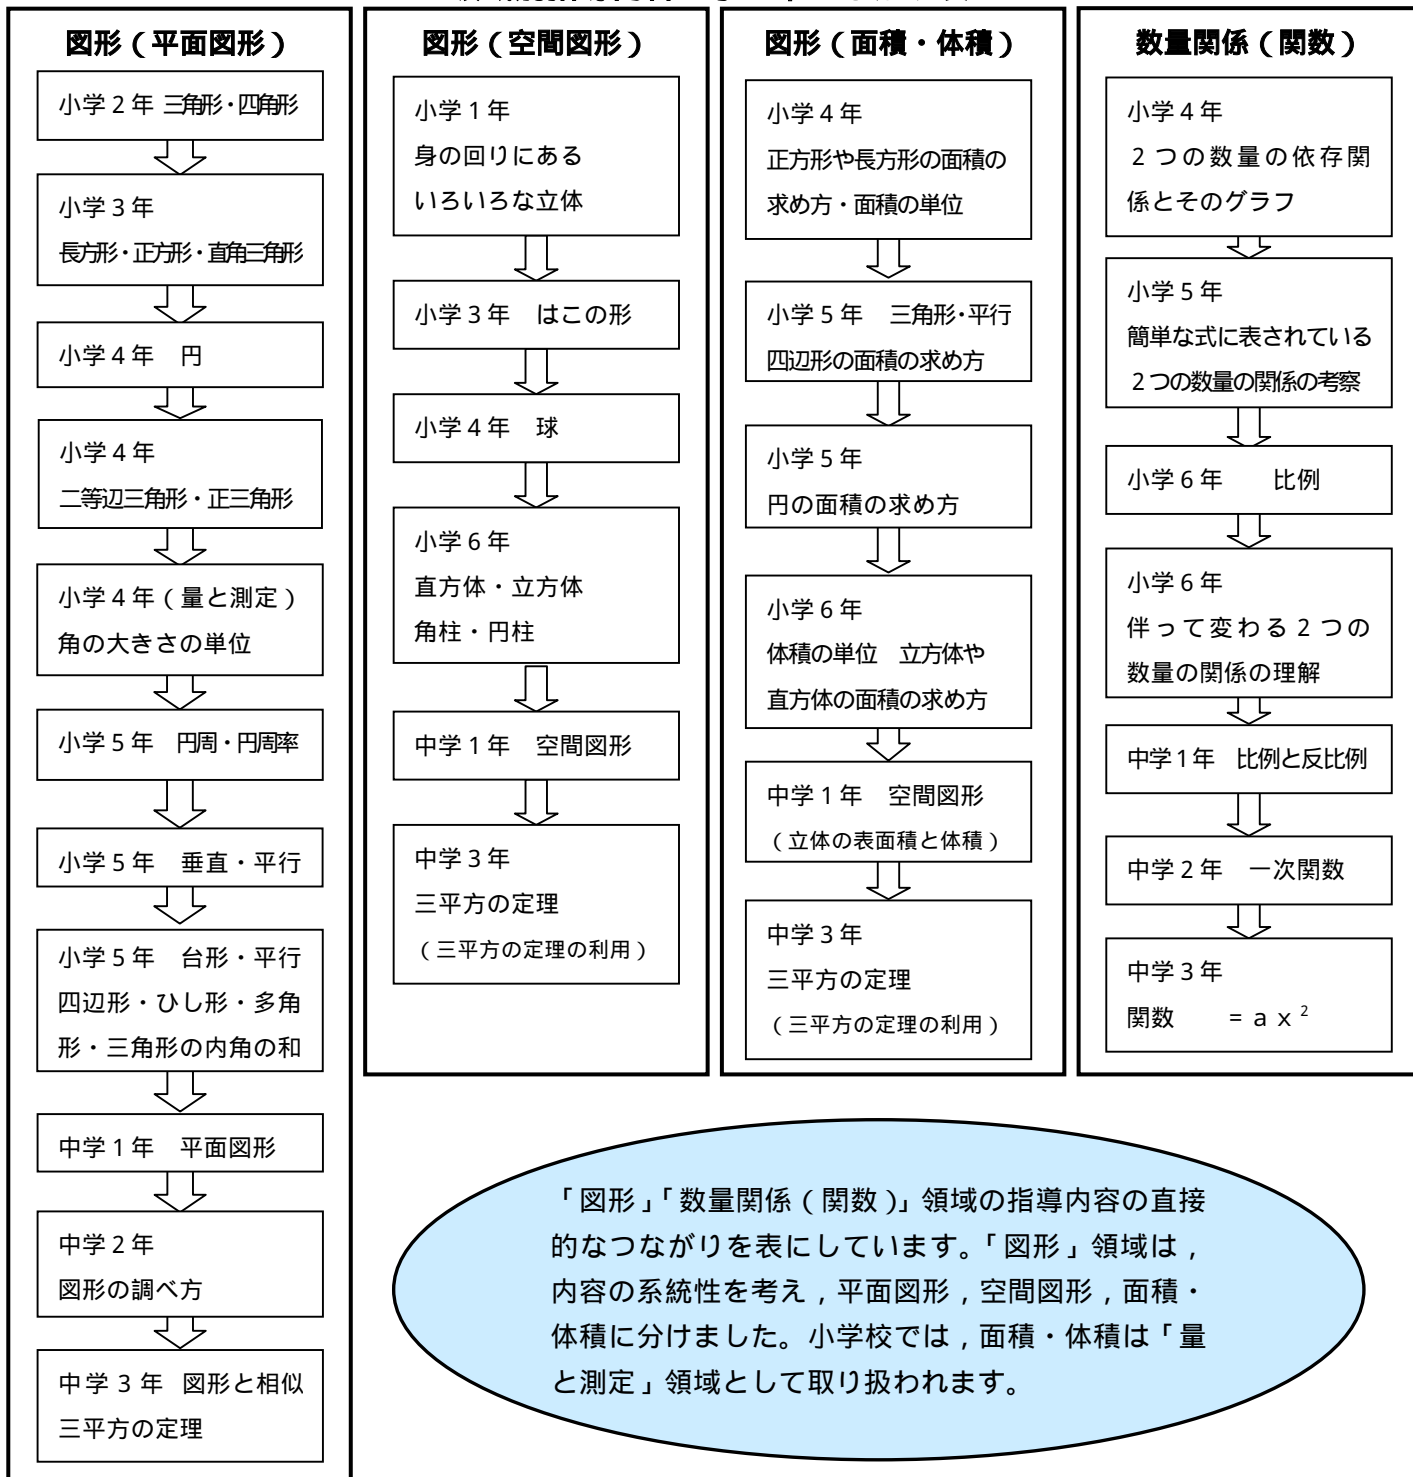 図形（平面図形）
小学２年 三角形・四角形
小学３年
長方形・正方形・直角三角形
小学４年　円
小学４年
二等辺三角形・正三角形
小学４年（量と測定）
角の大きさの単位
小学５年　円周・円周率
小学５年　垂直・平行
小学５年　台形・平行
四辺形・ひし形・多角
形・三角形の内角の和
中学１年　平面図形
中学２年
図形の調べ方
中学３年 図形と相似
三平方の定理
図形（空間図形）
小学１年
身の回りにある
いろいろな立体
小学３年　はこの形
小学４年　球
小学６年
直方体・立方体
角柱・円柱
中学１年　空間図形
中学３年
三平方の定理
（三平方の定理の利用）
図形（面積・体積）
小学４年
正方形や長方形の面積の
求め方・面積の単位
小学５年　三角形・平行
四辺形の面積の求め方
小学５年
円の面積の求め方
小学６年
体積の単位　立方体や
直方体の面積の求め方
中学１年　空間図形
（立体の表面積と体積）
中学３年
三平方の定理
（三平方の定理の利用）
数量関係（関数）
小学４年
２つの数量の依存関
係とそのグラフ
小学５年
簡単な式に表されている
２つの数量の関係の考察
小学６年　　比例
小学６年
伴って変わる２つの
数量の関係の理解
中学１年　比例と反比例
中学２年　一次関数
中学３年
関数　　＝ａｘ²
「図形」「数量関係（関数）」領域の指導内容の直接
的なつながりを表にしています。「図形」領域は，
内容の系統性を考え，平面図形，空間図形，面積・
体積に分けました。小学校では，面積・体積は「量
と測定」領域として取り扱われます。